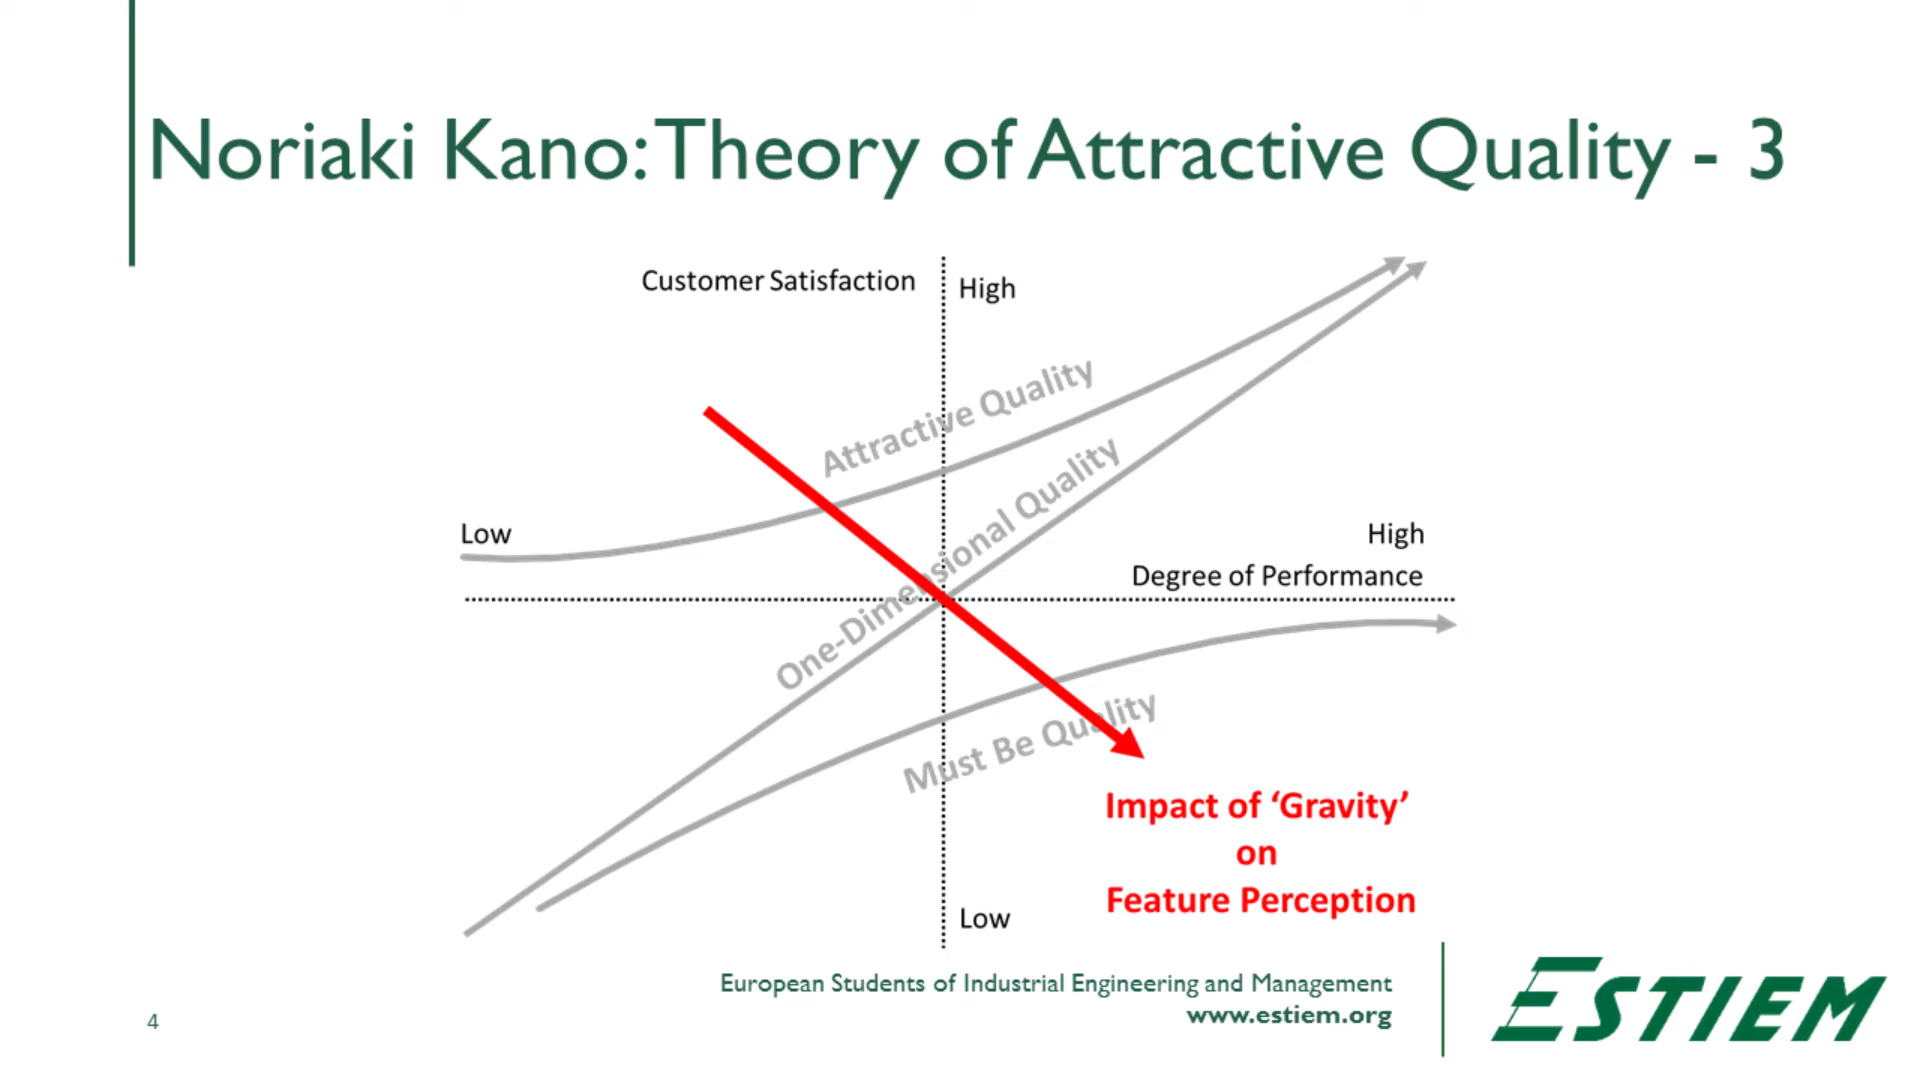 Noriaki Kano: Theory of Attractive Quality - 3
Customer Satisfaction
High
Attractive Quality
One-Dimensional Quality
Low
High
Degree of Performance
Must Be Quality
Impact of ‘Gravity’
on
Feature Perception
Low
European Students of Industrial Engineering and Management
www.estiem.org
4
ESTIEM